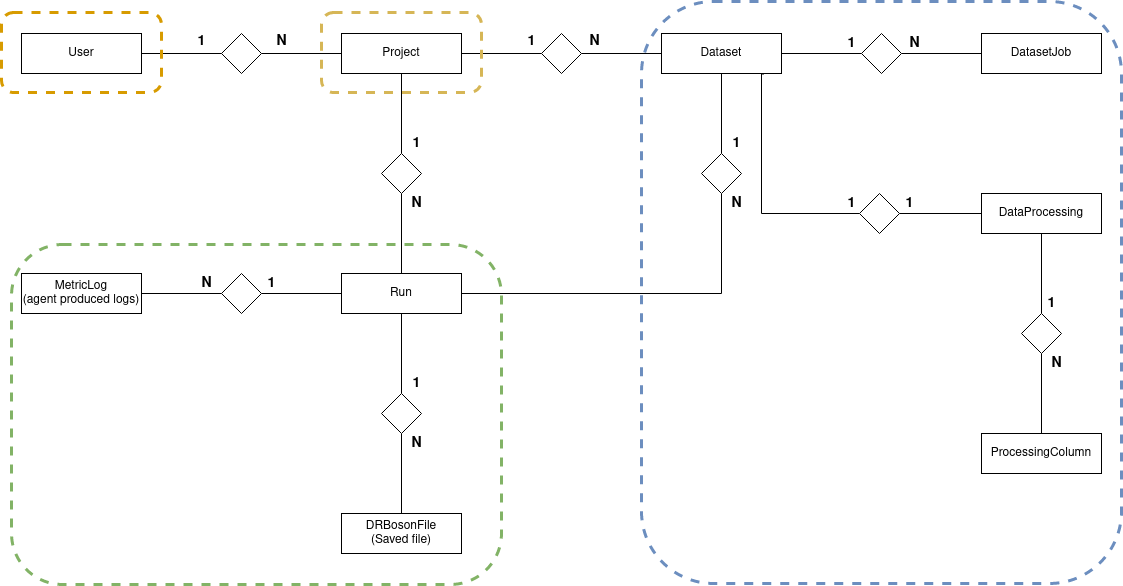 User
1
N
Project
1
N
Dataset
1
N
DatasetJob
1
N
1
N
1
1
DataProcessing
MetricLog
(agent produced logs)
N
1
Run
1
N
1
N
ProcessingColumn
DRBosonFile
(Saved file)